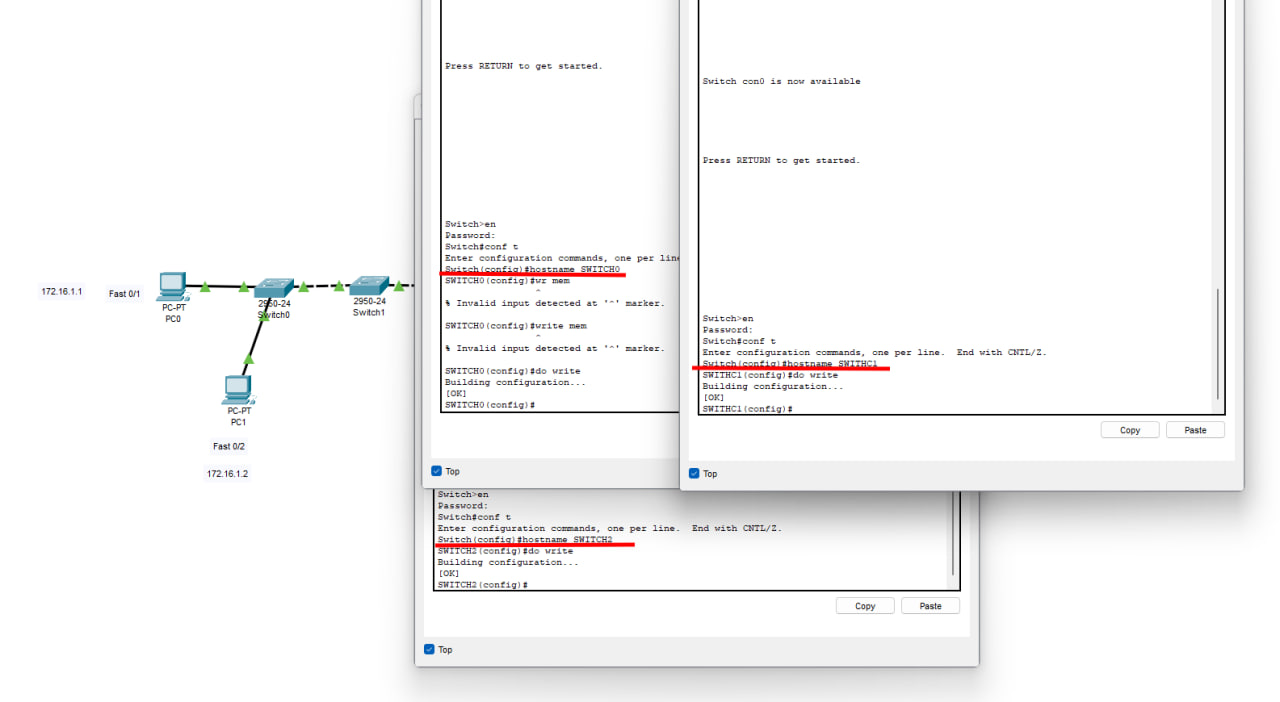 172.16.1.1
Fast 0/1
PC-PT
PC0
2950-24
Switch0
2950-24
Switch1
PC-PT
PC1
Fast 0/2
172.16.1.2
Press RETURN to get started.
Switch>en
Password:
Switch#conf t
Enter configuration commands, one per line
Switch(config)#hostname SWITCH0
SWITCH0(config)#wr mem
^
% Invalid input detected at '^' marker.
SWITCH0(config)#write mem
^
% Invalid input detected at '^' marker.
SWITCH0(config)#do write
Building configuration...
[OK]
SWITCH0(config)#
Top
Switch con0 is now available
Press RETURN to get started.
Switch>en
Password:
Switch#conf t
Enter configuration commands, one per line.  End with CNTL/Z.
Switch(config)#hostname SWITHC1
SWITHC1(config)#do write
Building configuration...
[OK]
SWITHC1(config)#
Copy
Paste
Top
Switch>en
Password:
Switch#conf t
Enter configuration commands, one per line.  End with CNTL/Z.
Switch(config)#hostname SWITCH2
SWITCH2(config)#do write
Building configuration...
[OK]
SWITCH2(config)#
Copy
Paste
Top